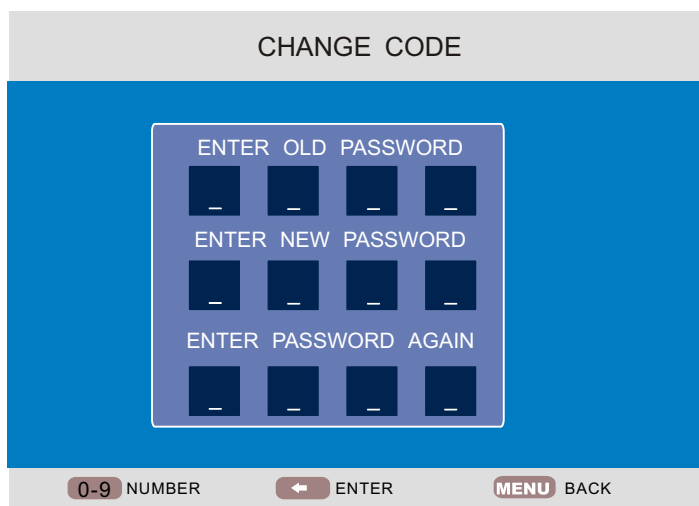 CHANGE CODE
ENTER OLD PASSWORD
_ _ _ _
ENTER NEW PASSWORD
_ _ _ _
ENTER PASSWORD AGAIN
_ _ _ _
0-9 NUMBER ← ENTER MENU BACK